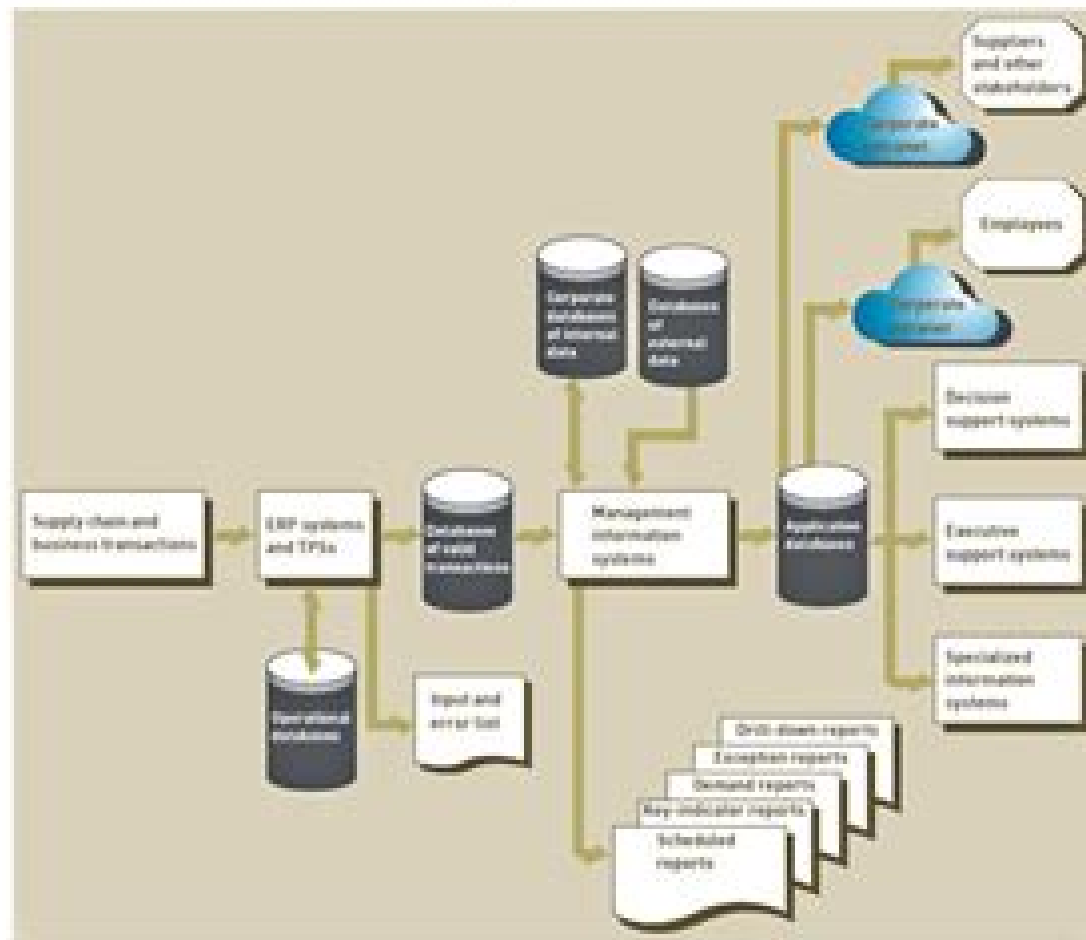 Suppliers
and other
stakeholders
Corporate
Employees
Corporate
Corporate
databases
of internal
data
Databases
of
external
data
Decision
support systems
Supply chain and
business transactions
ERP systems
and TPSs
Databases
of valid
transactions
Management
information
systems
Application
databases
Executive
support systems
Operational
databases
Input and
error list
Specialized
information
systems
Drill-down reports
Exception reports
Demand reports
Key-indicator reports
Scheduled
reports